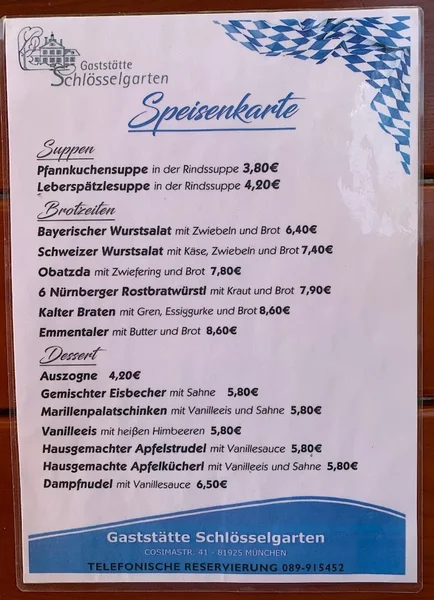 Gaststätte
Schlösselgarten
Speisenkarte
Suppen
Pfannkuchensuppe in der Rindssuppe 3,80€
Leberspätzlesuppe in der Rindssuppe 4,20€
Brotzeiten
Bayerischer Wurstsalat mit Zwiebeln und Brot 6,40€
Schweizer Wurstsalat mit Käse, Zwiebeln und Brot 7,40€
Obatzda mit Zwiefering und Brot 7,80€
6 Nürnberger Rostbratwürstl mit Kraut und Brot 7,90€
Kalter Braten mit Gren, Essiggurke und Brot 8,60€
Emmentaler mit Butter und Brot 8,60€
Dessert
Auszogne 4,20€
Gemischter Eisbecher mit Sahne 5,80€
Marillenpalatschinken mit Vanilleeis und Sahne 5,80€
Vanilleeis mit heißen Himbeeren 5,80€
Hausgemachter Apfelstrudel mit Vanillesauce 5,80€
Hausgemachte Apfelkücherl mit Vanilleeis und Sahne 5,80€
Dampfnudel mit Vanillesauce 6,50€
Gaststätte Schlösselgarten
COSIMASTR. 41 - 81925 MÜNCHEN
TELEFONISCHE RESERVIERUNG 089-915452